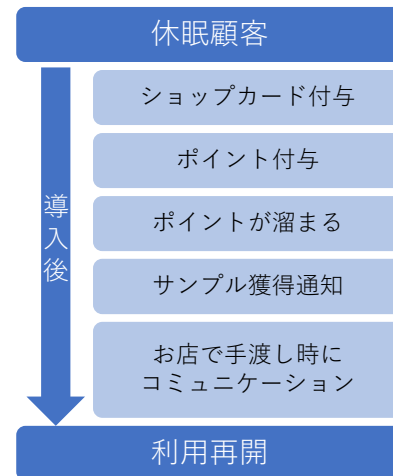 休眠顧客
導入後
ショップカード付与
ポイント付与
ポイントが溜まる
サンプル獲得通知
お店で手渡し時に
コミュニケーション
利用再開